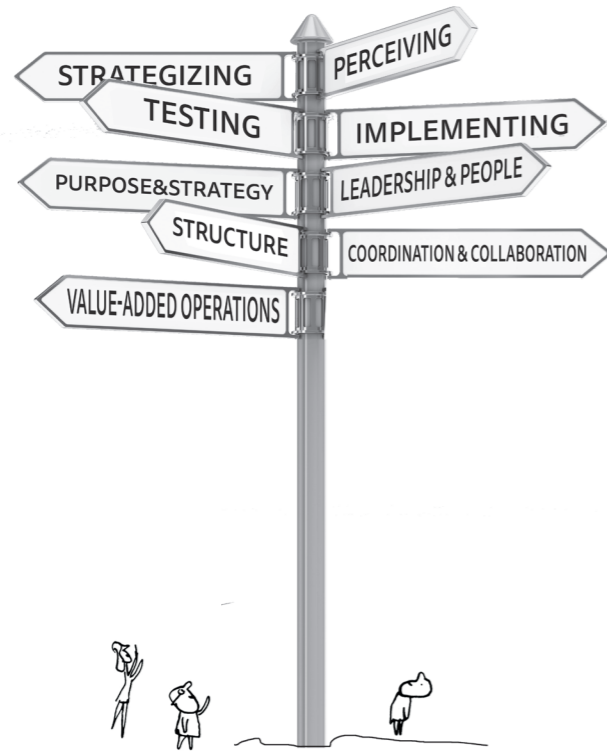 STRATEGIZING
PERCEIVING
TESTING
IMPLEMENTING
PURPOSE&STRATEGY
LEADERSHIP & PEOPLE
STRUCTURE
COORDINATION & COLLABORATION
VALUE-ADDED OPERATIONS